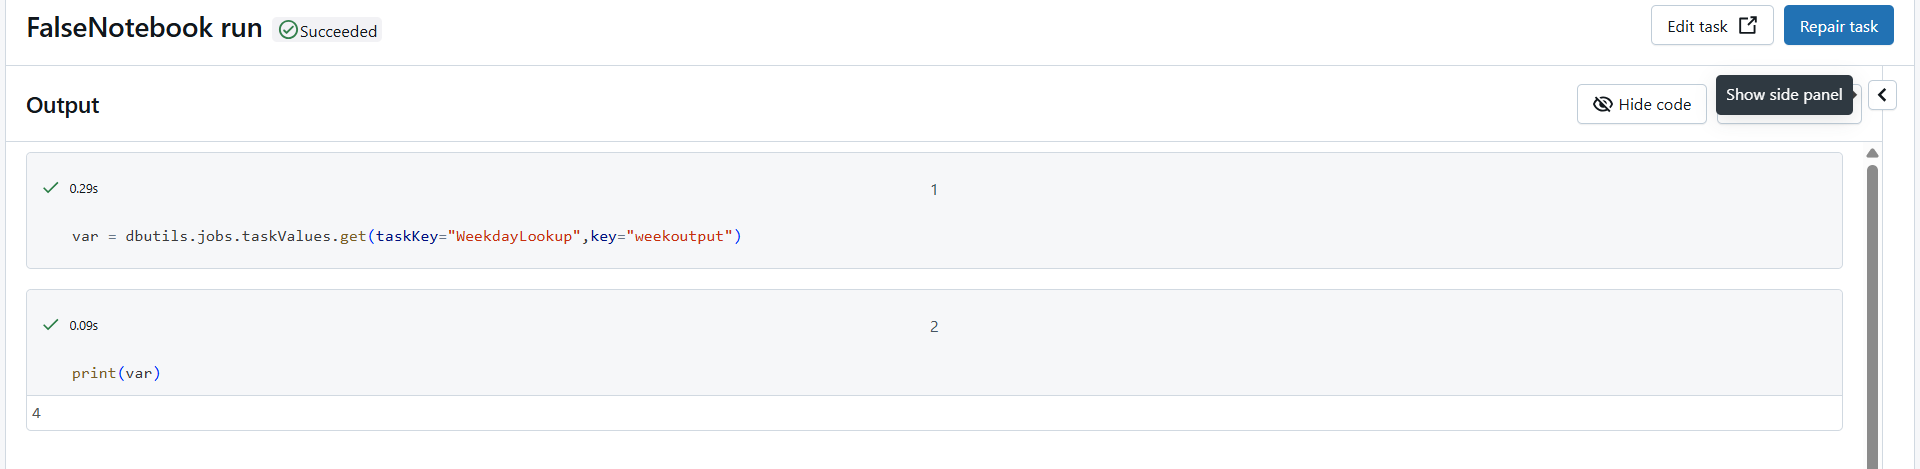 FalseNotebook run Succeeded Edit task Repair task
Output Hide code Show side panel
0.29s 1
var = dbutils.jobs.taskValues.get(taskKey="WeekdayLookup",key="weekoutput")
0.09s 2
print(var)
4